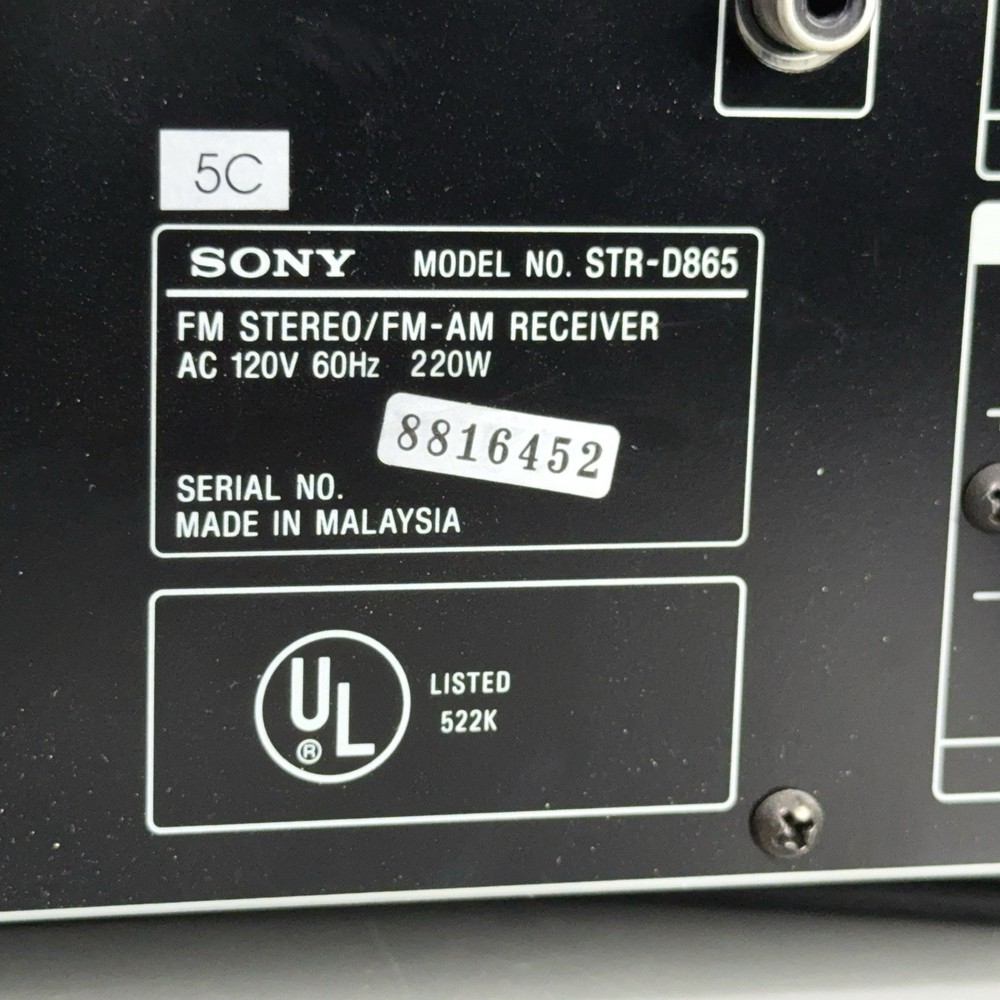 5C
SONY MODEL NO. STR-D865
FM STEREO/FM-AM RECEIVER
AC 120V 60Hz 220W
8816452
SERIAL NO.
MADE IN MALAYSIA
UL ®
LISTED
522K